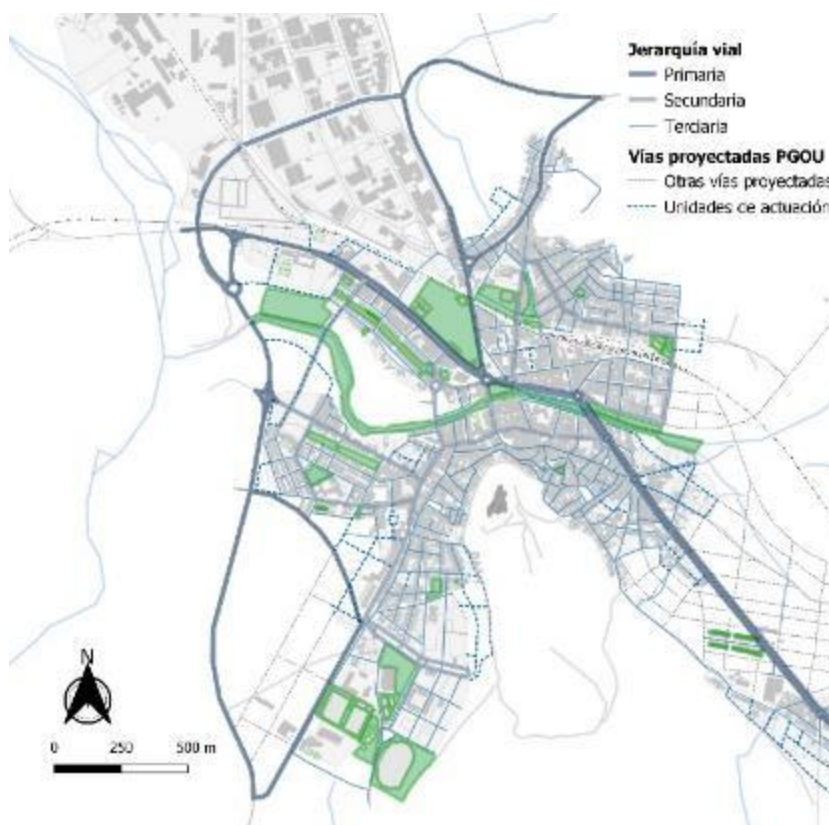 Jerarquía vial
Primaria
Secundaria
Terciaria
Vías proyectadas PGOU
Otras vías proyectadas
Unidades de actuación
N
0 250 500 m